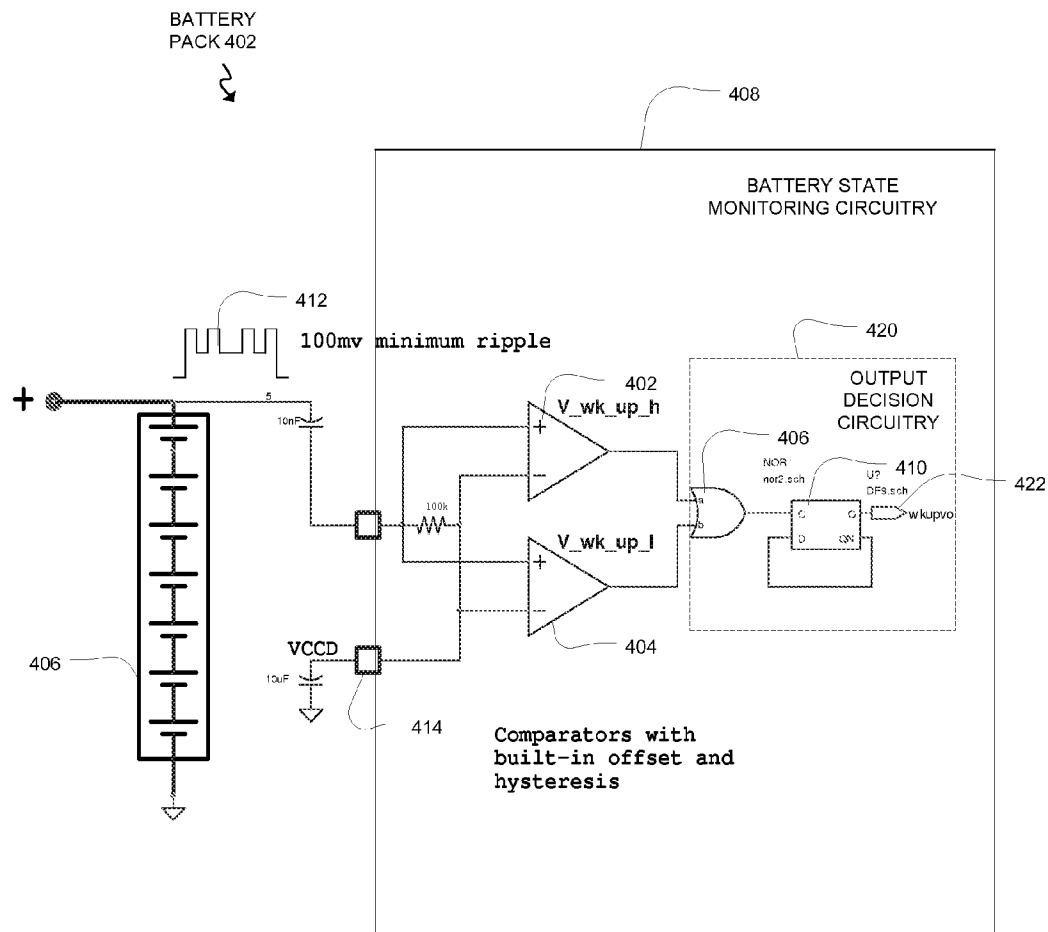 BATTERY
PACK 402
408
BATTERY STATE
MONITORING CIRCUITRY
412
100mv minimum ripple
420
+
5
402
OUTPUT
DECISION
CIRCUITRY
V_wk_up_h
10nF
+
406
NOR
nor2.sch
410
U?
422
a
100k
wkupvo
−
b
D
QN
V_wk_up_l
+
−
404
406
VCCD
10uF
414
Comparators with
built-in offset and
hysteresis